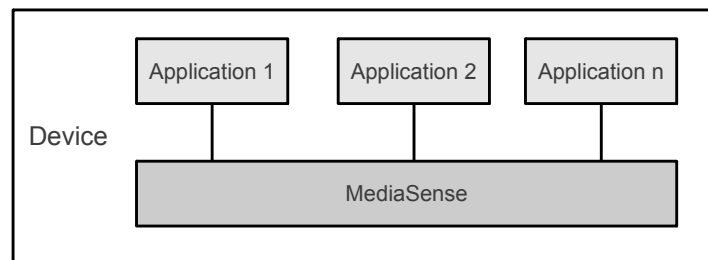 Application 1
Application 2
Application n
Device
MediaSense